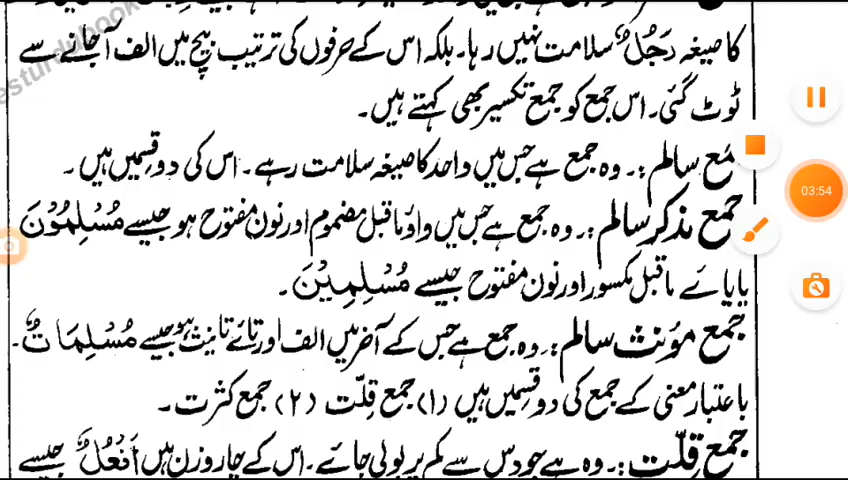 کا صیغہ رَجُلٌ سلامت نہیں رہا۔ بلکہ اس کے حرفوں کی ترتیب بیچ میں الف آ جانے سے
ٹوٹ گئی۔ اس جمع کو جمع تکسیر بھی کہتے ہیں۔
جمع سالم :۔ وہ جمع ہے جس میں واحد کا صیغہ سلامت رہے۔ اس کی دو قسمیں ہیں۔
جمع مذکر سالم :۔ وہ جمع ہے جس میں واؤ ماقبل مضموم اور نون مفتوح ہو جیسے مُسْلِمُوْنَ
یا یائے ماقبل مکسور اور نون مفتوح جیسے مُسْلِمِیْنَ۔
جمع مؤنث سالم :۔ وہ جمع ہے جس کے آخر میں الف اور تائے تانیث ہو جیسے مُسْلِمَاتٌ۔
باعتبار معنی کے جمع کی دو قسمیں ہیں (۱) جمع قِلّت (۲) جمع کثرت۔
جمع قِلّت :۔ وہ ہے جو دس سے کم پر بولی جائے۔ اس کے چار وزن ہیں اَفْعُلٌ جیسے
03:54